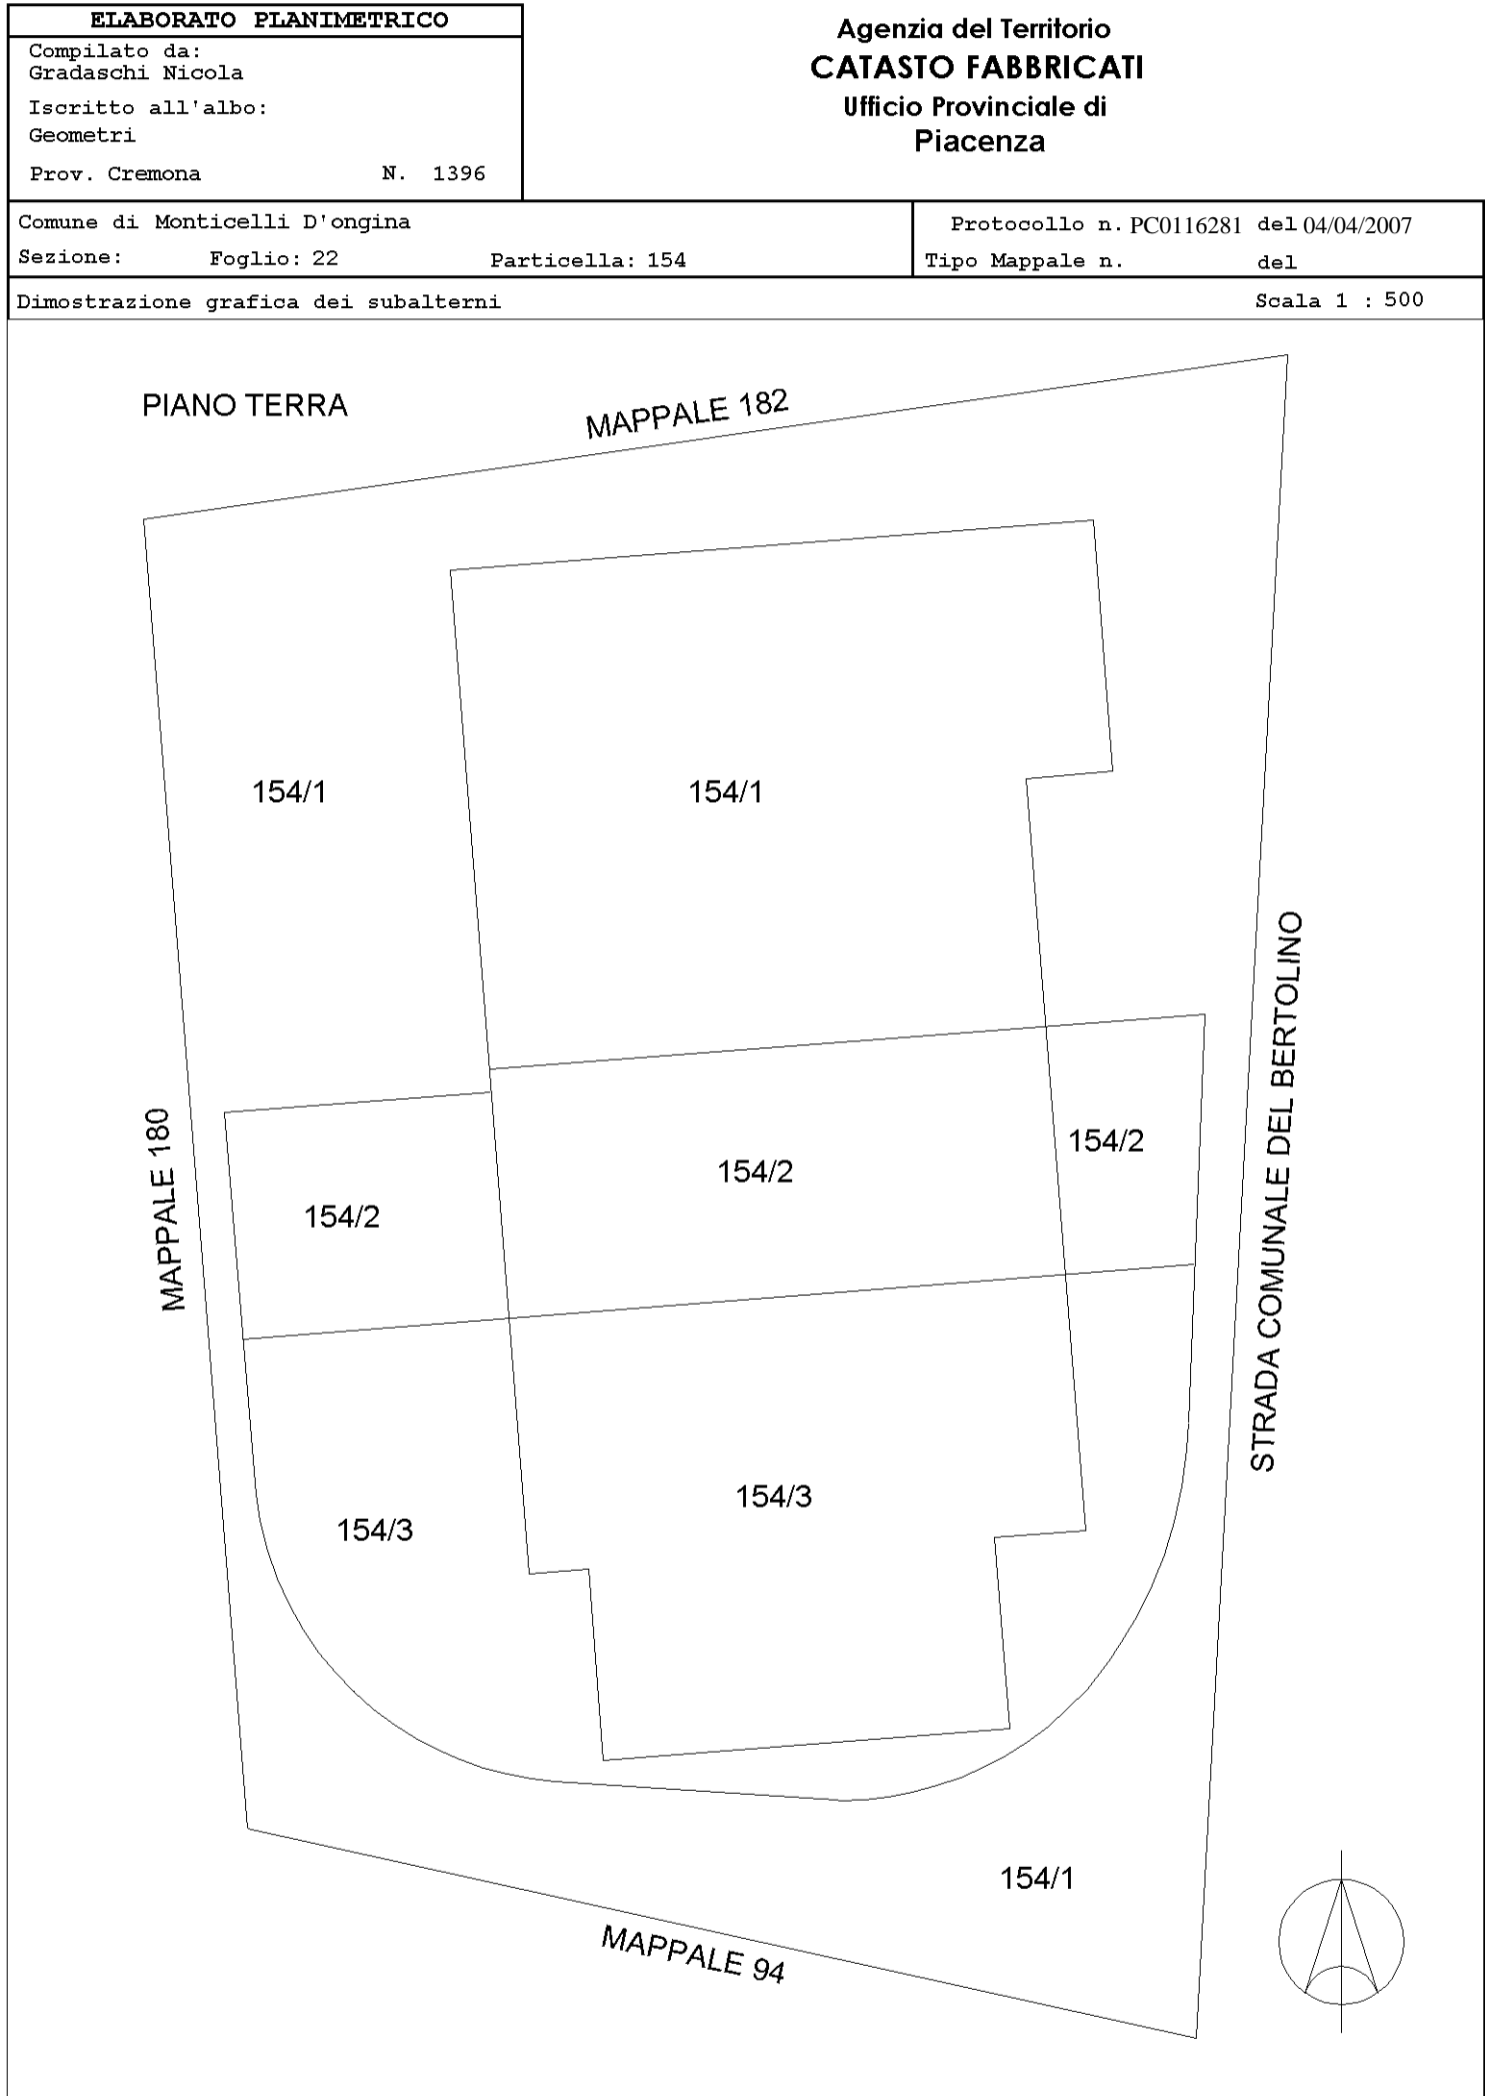 ELABORATO PLANIMETRICO
Compilato da:
Gradaschi Nicola
Iscritto all'albo:
Geometri
Prov. Cremona N. 1396
Agenzia del Territorio
CATASTO FABBRICATI
Ufficio Provinciale di
Piacenza
Comune di Monticelli D'ongina
Sezione: Foglio: 22 Particella: 154
Protocollo n. PC0116281 del 04/04/2007
Tipo Mappale n. del
Dimostrazione grafica dei subalterni Scala 1 : 500
PIANO TERRA
MAPPALE 182
154/1
154/1
STRADA COMUNALE DEL BERTOLINO
MAPPALE 180
154/2
154/2
154/2
154/3
154/3
154/1
MAPPALE 94